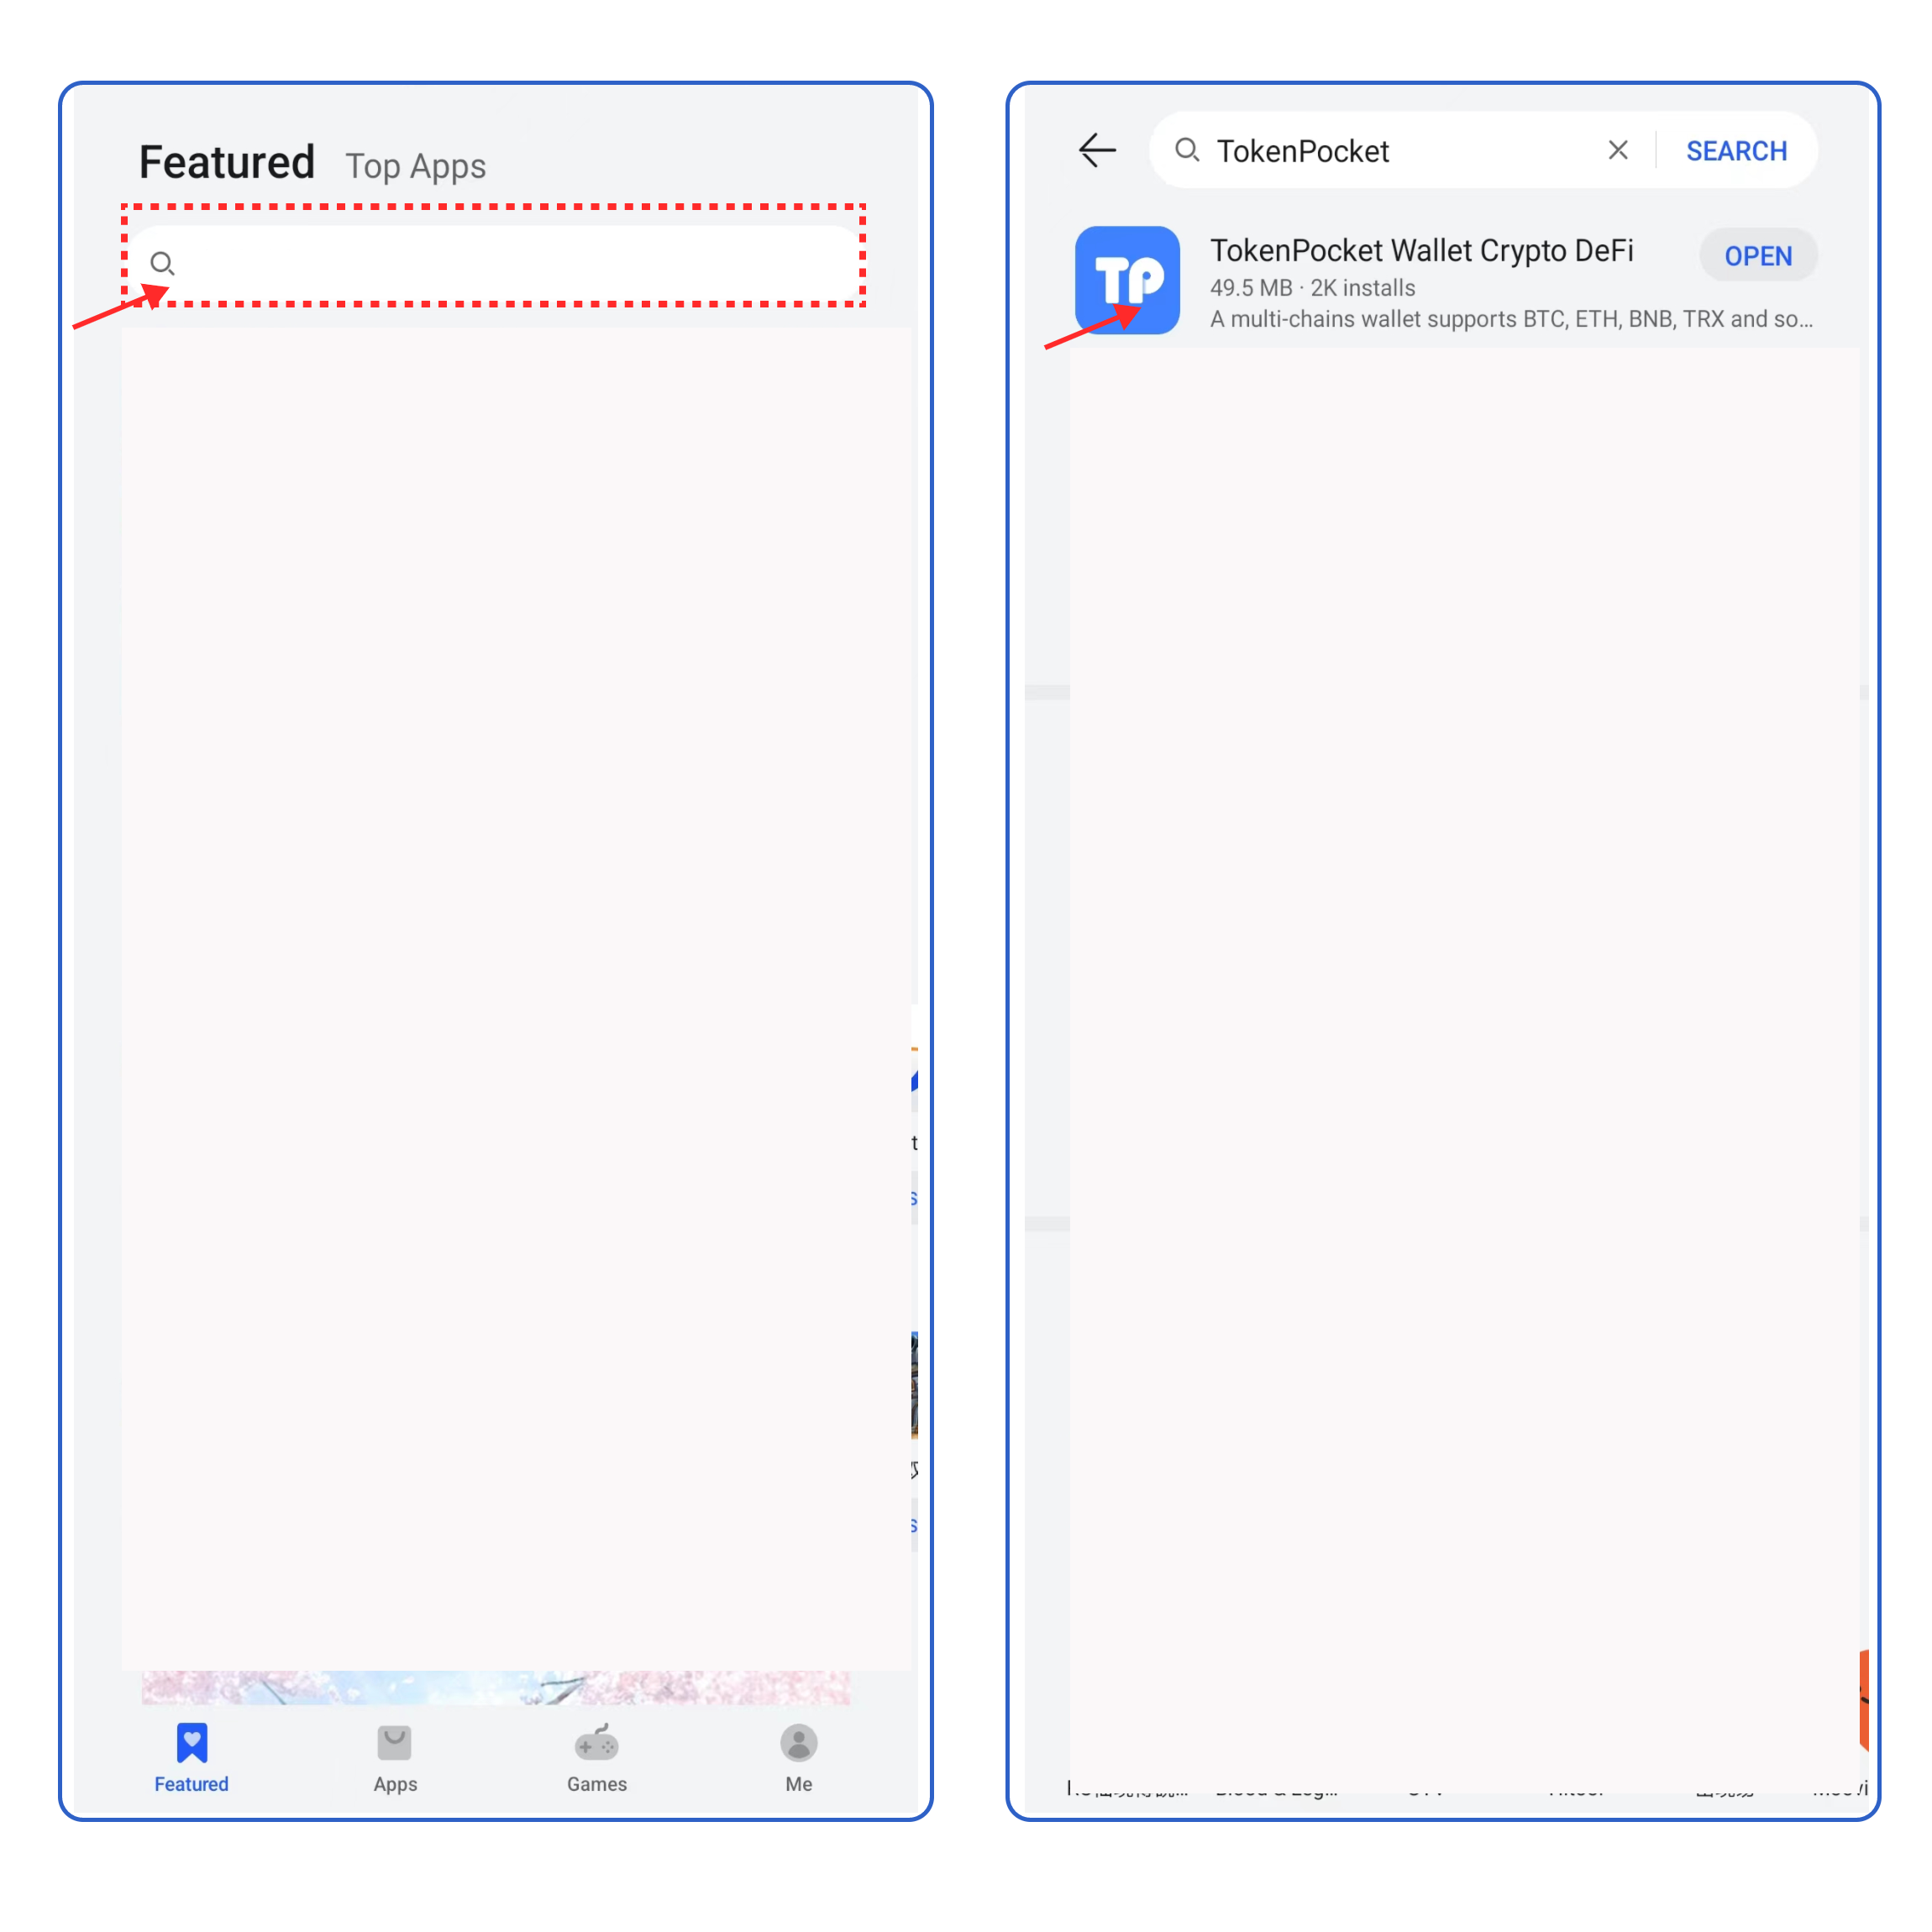 Featured Top Apps
Featured
Apps
Games
Me
TokenPocket
SEARCH
TP
TokenPocket Wallet Crypto DeFi
OPEN
49.5 MB · 2K installs
A multi-chains wallet supports BTC, ETH, BNB, TRX and so...